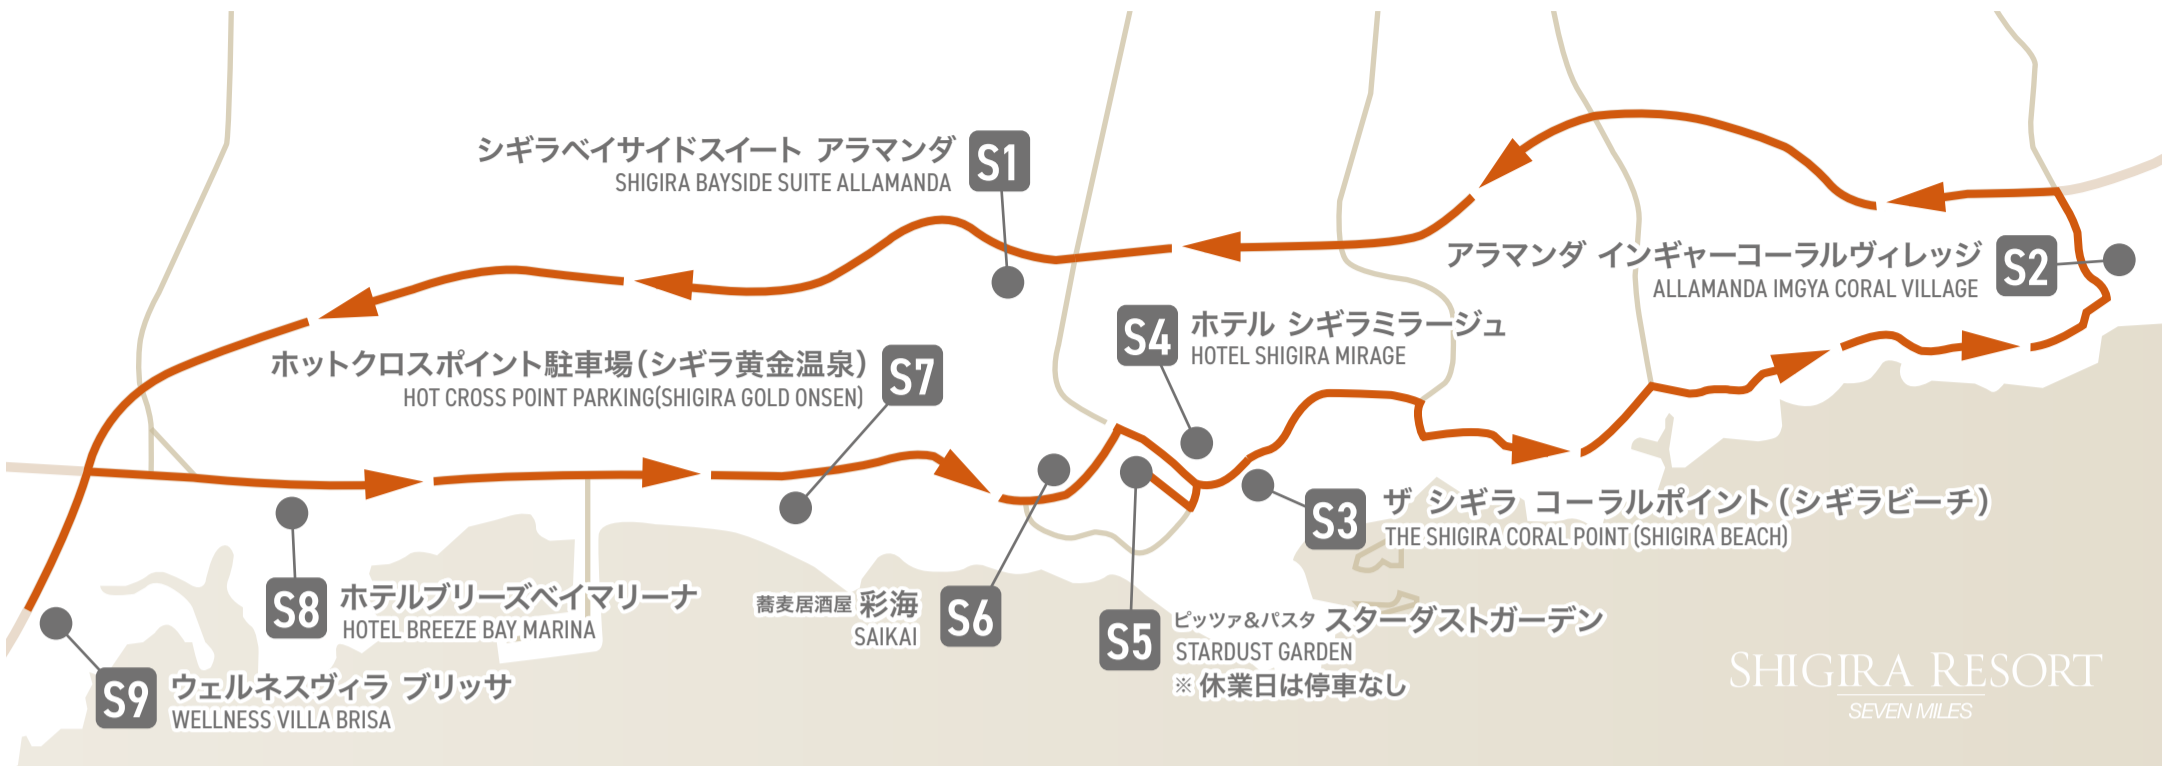 シギラベイサイドスイート アラマンダ
SHIGIRA BAYSIDE SUITE ALLAMANDA
S1
アラマンダ インギャーコーラルヴィレッジ
ALLAMANDA IMGYA CORAL VILLAGE
S2
S4
ホテル シギラミラージュ
HOTEL SHIGIRA MIRAGE
ホットクロスポイント駐車場(シギラ黄金温泉)
HOT CROSS POINT PARKING(SHIGIRA GOLD ONSEN)
S7
S3
ザ シギラ コーラルポイント(シギラビーチ)
THE SHIGIRA CORAL POINT (SHIGIRA BEACH)
S8
ホテルブリーズベイマリーナ
HOTEL BREEZE BAY MARINA
蕎麦居酒屋 彩海
SAIKAI
S6
S5
ピッツァ&パスタ スターダストガーデン
STARDUST GARDEN
※ 休業日は停車なし
S9
ウェルネスヴィラ ブリッサ
WELLNESS VILLA BRISA
SHIGIRA RESORT
SEVEN MILES